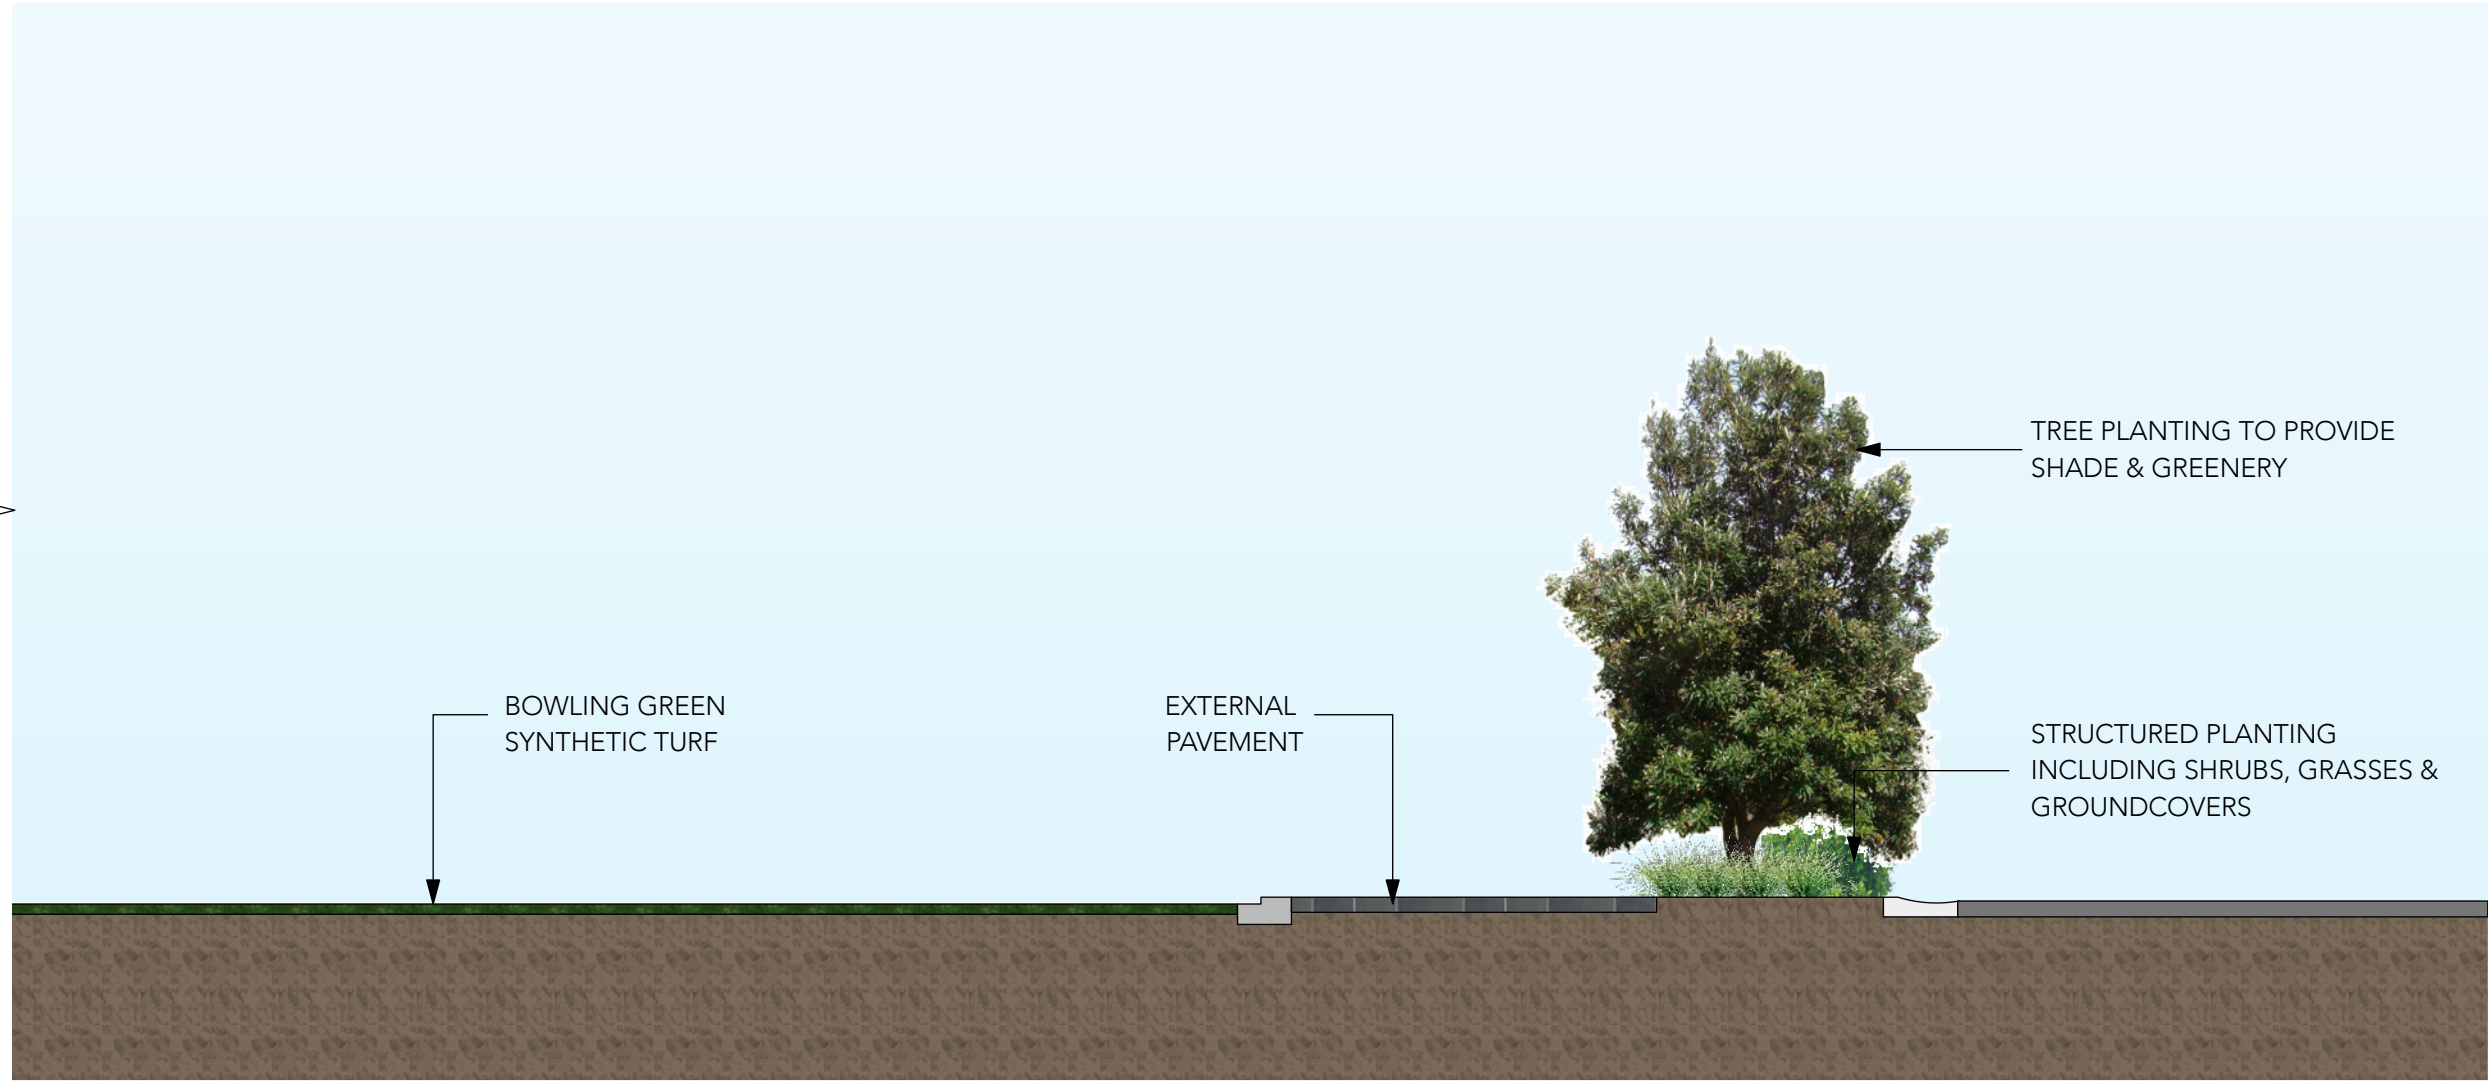 TREE PLANTING TO PROVIDE
SHADE & GREENERY
BOWLING GREEN
SYNTHETIC TURF
EXTERNAL
PAVEMENT
STRUCTURED PLANTING
INCLUDING SHRUBS, GRASSES &
GROUNDCOVERS